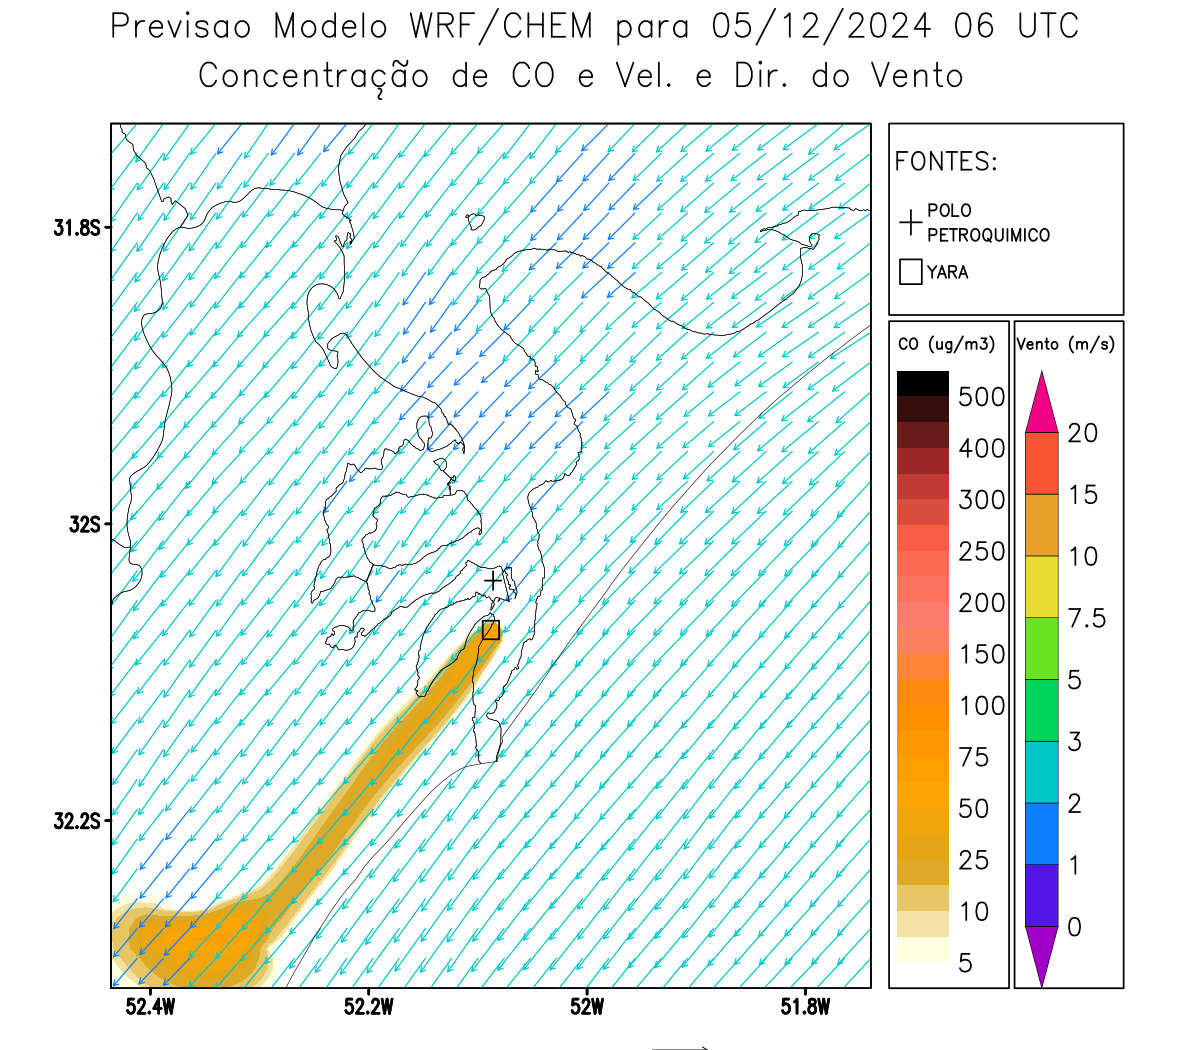 Previsao Modelo WRF/CHEM para 05/12/2024 06 UTC
Concentração de CO e Vel. e Dir. do Vento
FONTES:
POLO
PETROQUIMICO
YARA
CO (ug/m3)
500
400
300
250
200
150
100
75
50
25
10
5
Vento (m/s)
20
15
10
7.5
5
3
2
1
0
31.8S
32S
32.2S
52.4W
52.2W
52W
51.8W